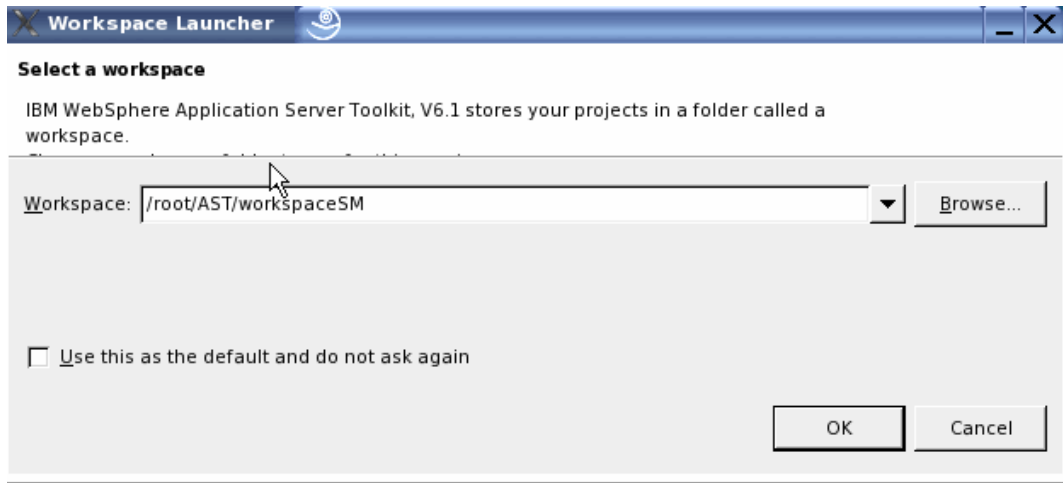 Workspace Launcher
Select a workspace
IBM WebSphere Application Server Toolkit, V6.1 stores your projects in a folder called a
workspace.
Workspace: /root/AST/workspaceSM Browse...
Use this as the default and do not ask again
OK Cancel